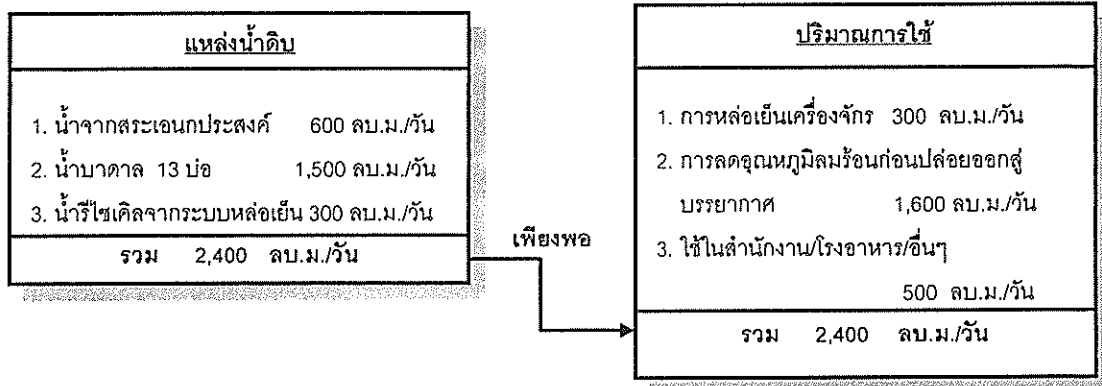 แหล่งน้ำดิบ
1. น้ำจากสระเอนกประสงค์ 600 ลบ.ม./วัน
2. น้ำบาดาล 13 บ่อ 1,500 ลบ.ม./วัน
3. น้ำรีไซเคิลจากระบบหล่อเย็น 300 ลบ.ม./วัน
รวม 2,400 ลบ.ม./วัน
เพียงพอ
ปริมาณการใช้
1. การหล่อเย็นเครื่องจักร 300 ลบ.ม./วัน
2. การลดอุณหภูมิลมร้อนก่อนปล่อยออกสู่
บรรยากาศ 1,600 ลบ.ม./วัน
3. ใช้ในสำนักงาน/โรงอาหาร/อื่นๆ
500 ลบ.ม./วัน
รวม 2,400 ลบ.ม./วัน